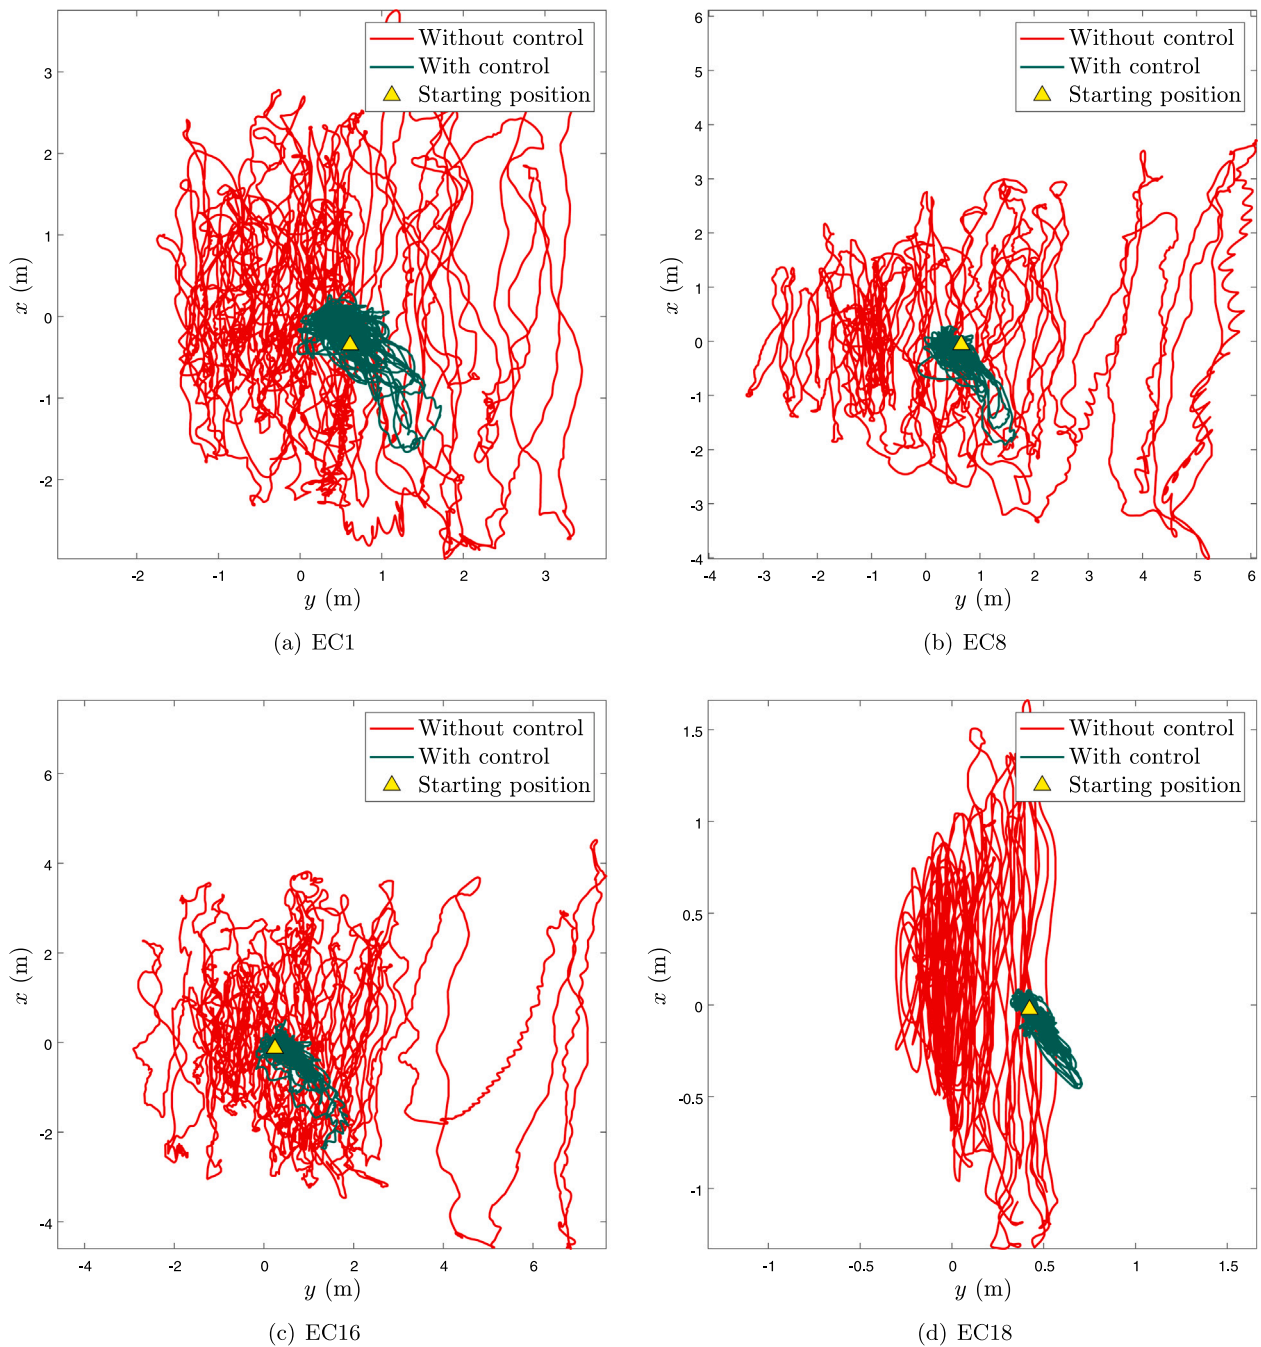 Without control
With control
Starting position
3
2
1
0
-1
-2
x (m)
-2
-1
0
1
2
3
y (m)
(a) EC1
Without control
With control
Starting position
6
5
4
3
2
1
0
-1
-2
-3
-4
x (m)
-4
-3
-2
-1
0
1
2
3
4
5
6
y (m)
(b) EC8
Without control
With control
Starting position
6
4
2
0
-2
-4
x (m)
-4
-2
0
2
4
6
y (m)
(c) EC16
Without control
With control
Starting position
1.5
1
0.5
0
-0.5
-1
x (m)
-1
-0.5
0
0.5
1
1.5
y (m)
(d) EC18